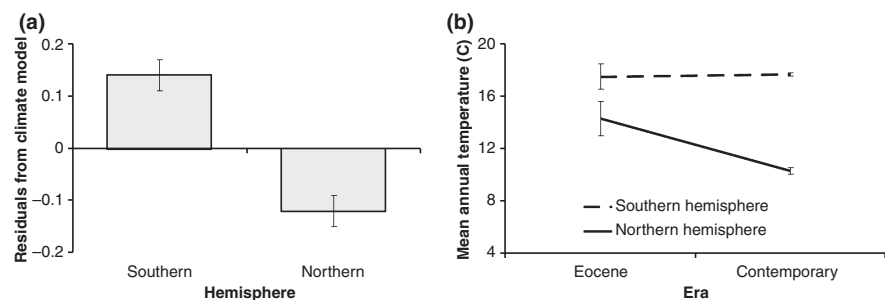 (a)
Residuals from climate model
0.2
0.1
0
−0.1
−0.2
Southern
Northern
Hemisphere
(b)
Mean annual temperature (C)
20
16
12
8
4
Southern hemisphere
Northern hemisphere
Eocene
Contemporary
Era